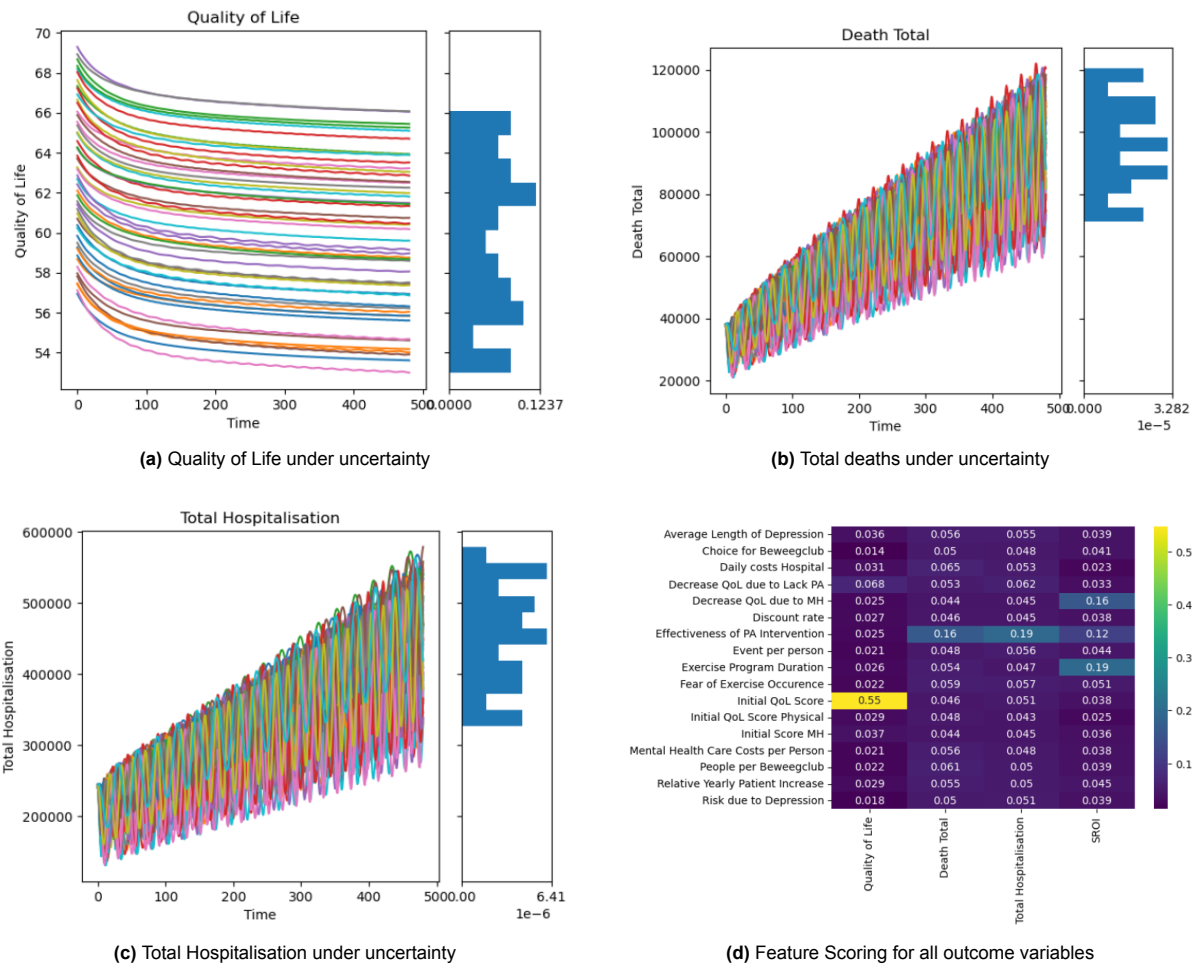 Quality of Life
70
68
66
64
62
60
58
56
54
Quality of Life
0
100
200
300
400
500
0.0000
0.1237
Time
(a) Quality of Life under uncertainty
Death Total
120000
100000
80000
60000
40000
20000
Death Total
0
100
200
300
400
500
0.000
3.282
1e−5
Time
(b) Total deaths under uncertainty
Total Hospitalisation
600000
500000
400000
300000
200000
Total Hospitalisation
0
100
200
300
400
500
0.00
6.41
1e−6
Time
(c) Total Hospitalisation under uncertainty
Average Length of Depression 0.036 0.056 0.055 0.039
Choice for Beweegclub 0.014 0.05 0.048 0.041
Daily costs Hospital 0.031 0.065 0.053 0.023
Decrease QoL due to Lack PA 0.068 0.053 0.062 0.033
Decrease QoL due to MH 0.025 0.044 0.045 0.16
Discount rate 0.027 0.046 0.045 0.038
Effectiveness of PA Intervention 0.025 0.16 0.19 0.12
Event per person 0.021 0.048 0.056 0.044
Exercise Program Duration 0.026 0.054 0.047 0.19
Fear of Exercise Occurence 0.022 0.059 0.057 0.051
Initial QoL Score 0.55 0.046 0.051 0.038
Initial QoL Score Physical 0.029 0.048 0.043 0.025
Initial Score MH 0.037 0.044 0.045 0.036
Mental Health Care Costs per Person 0.021 0.056 0.048 0.038
People per Beweegclub 0.022 0.061 0.05 0.039
Relative Yearly Patient Increase 0.029 0.055 0.05 0.045
Risk due to Depression 0.018 0.05 0.051 0.039
Quality of Life
Death Total
Total Hospitalisation
SROI
0.5
0.4
0.3
0.2
0.1
(d) Feature Scoring for all outcome variables